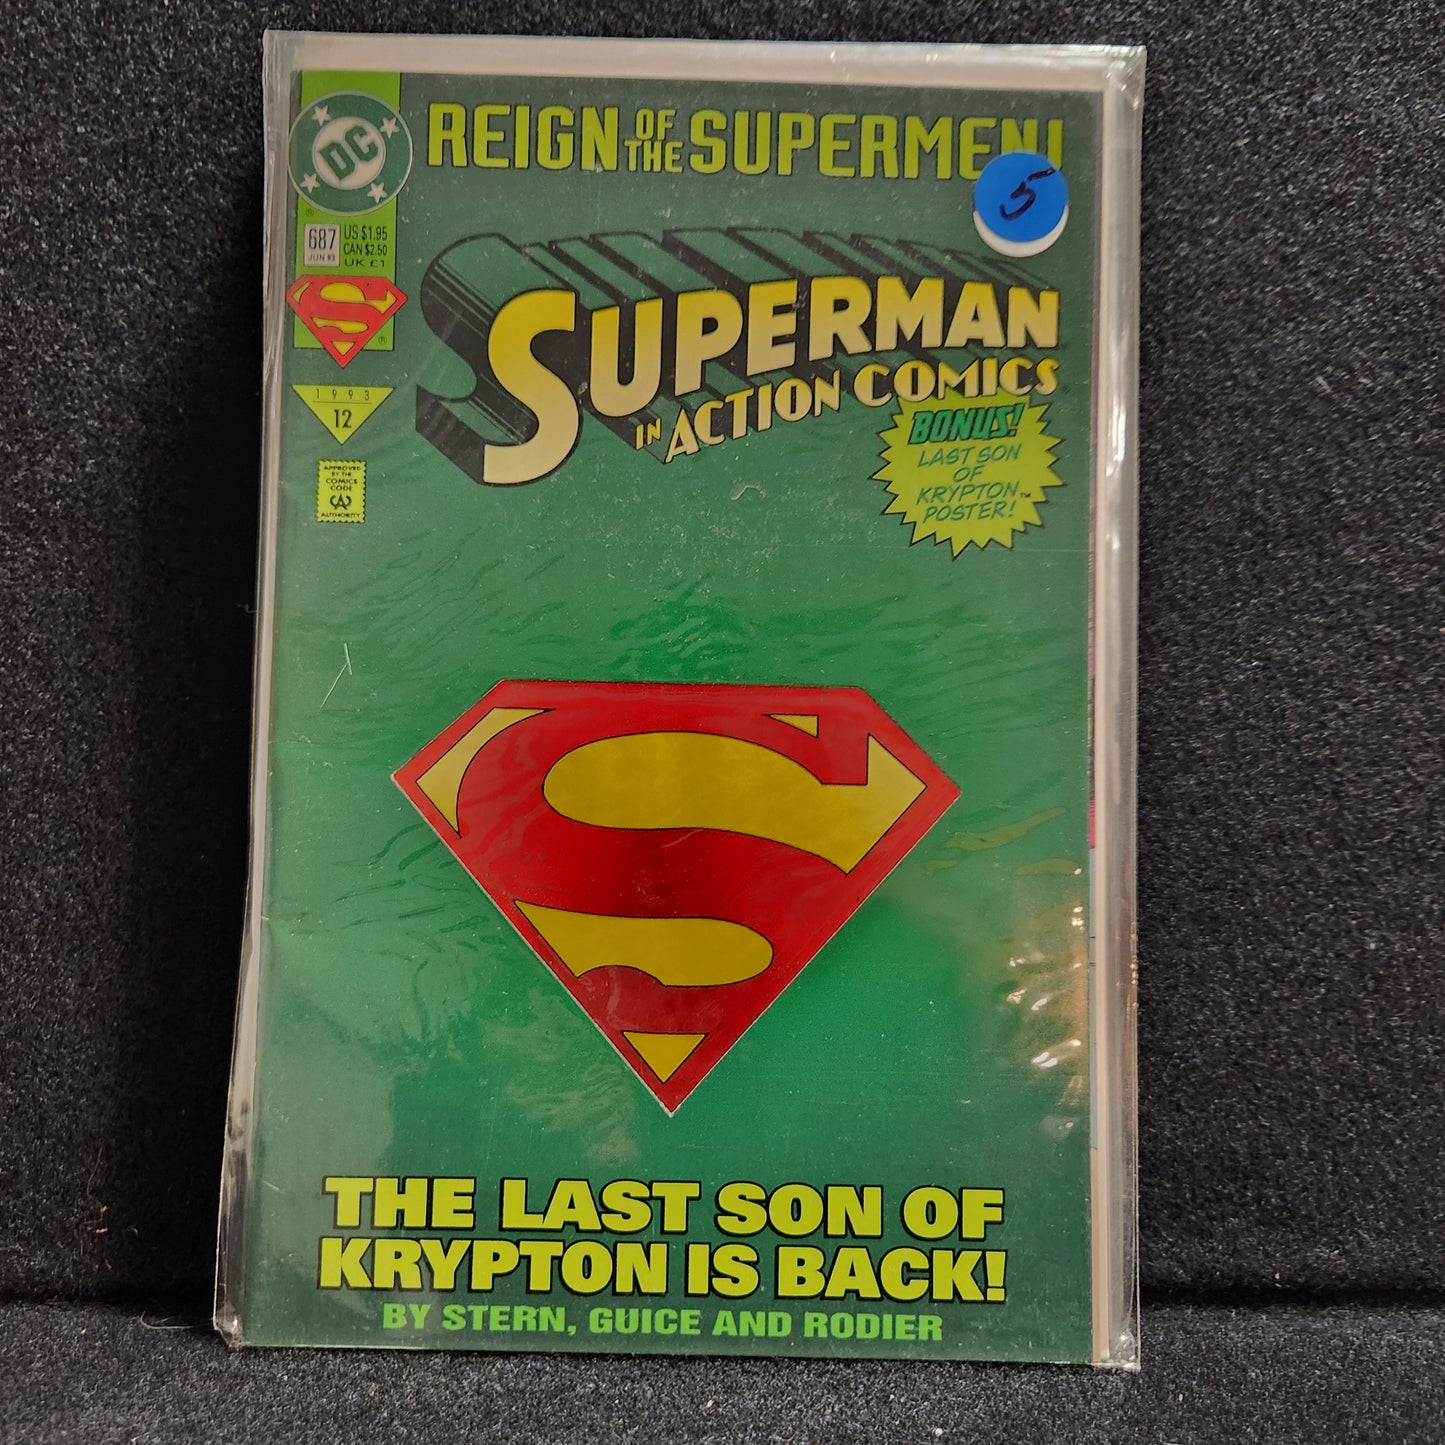 REIGN OF THE SUPERMEN!
5
DC
®
687
JUN 93
US $1.95
CAN $2.50
UK £1
S
®
1993
12
APPROVED
BY THE
COMICS
CODE
CA
AUTHORITY
SUPERMAN
IN ACTION COMICS
BONUS!
LAST SON
OF
KRYPTON™
POSTER!
S
THE LAST SON OF
KRYPTON IS BACK!
BY STERN, GUICE AND RODIER